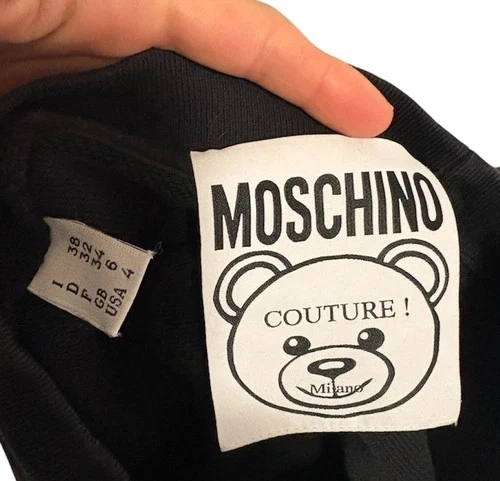 MOSCHINO
COUTURE !
Milano
I 38
D 32
F 34
GB 6
USA 4